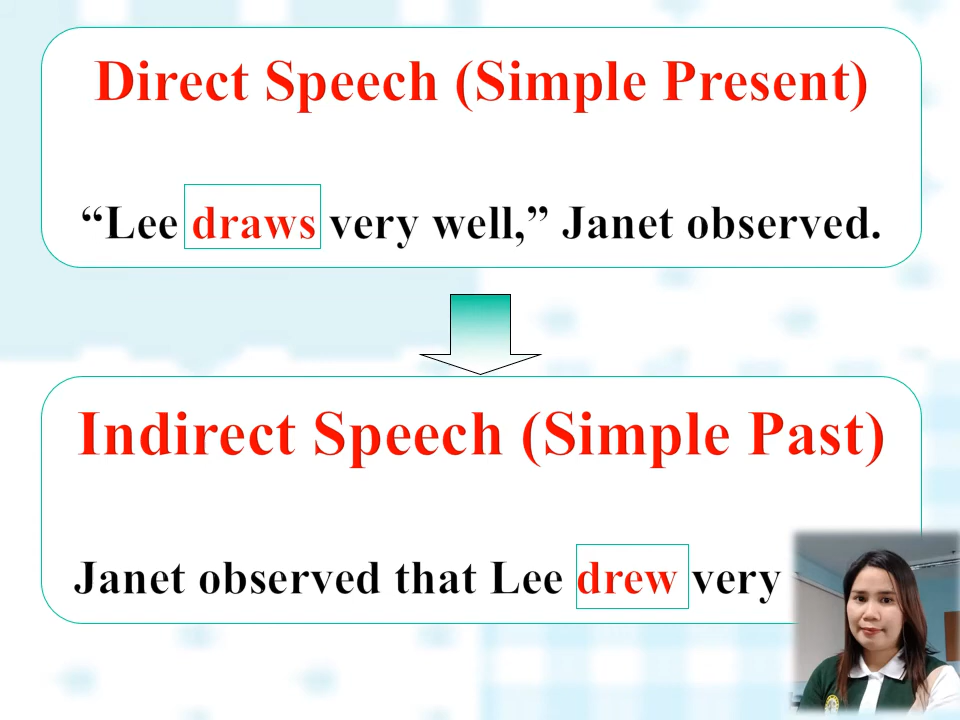 Direct Speech (Simple Present)
“Lee draws very well,” Janet observed.
Indirect Speech (Simple Past)
Janet observed that Lee drew very